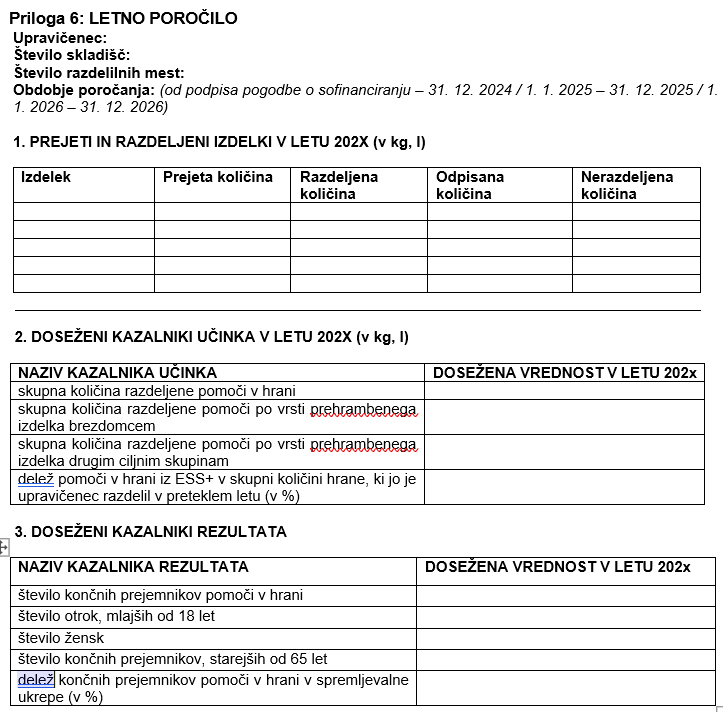 Priloga 6: LETNO POROČILO
Upravičenec:
Število skladišč:
Število razdelilnih mest:
Obdobje poročanja: (od podpisa pogodbe o sofinanciranju – 31. 12. 2024 / 1. 1. 2025 – 31. 12. 2025 / 1.
1. 2026 – 31. 12. 2026)
1. PREJETI IN RAZDELJENI IZDELKI V LETU 202X (v kg, l)
Izdelek Prejeta količina Razdeljena količina Odpisana količina Nerazdeljena količina
2. DOSEŽENI KAZALNIKI UČINKA V LETU 202X (v kg, l)
NAZIV KAZALNIKA UČINKA DOSEŽENA VREDNOST V LETU 202x
skupna količina razdeljene pomoči v hrani
skupna količina razdeljene pomoči po vrsti prehrambenega
izdelka brezdomcem
skupna količina razdeljene pomoči po vrsti prehrambenega
izdelka drugim ciljnim skupinam
delež pomoči v hrani iz ESS+ v skupni količini hrane, ki jo je
upravičenec razdelil v preteklem letu (v %)
3. DOSEŽENI KAZALNIKI REZULTATA
NAZIV KAZALNIKA REZULTATA DOSEŽENA VREDNOST V LETU 202x
število končnih prejemnikov pomoči v hrani
število otrok, mlajših od 18 let
število žensk
število končnih prejemnikov, starejših od 65 let
delež končnih prejemnikov pomoči v hrani v spremljevalne
ukrepe (v %)